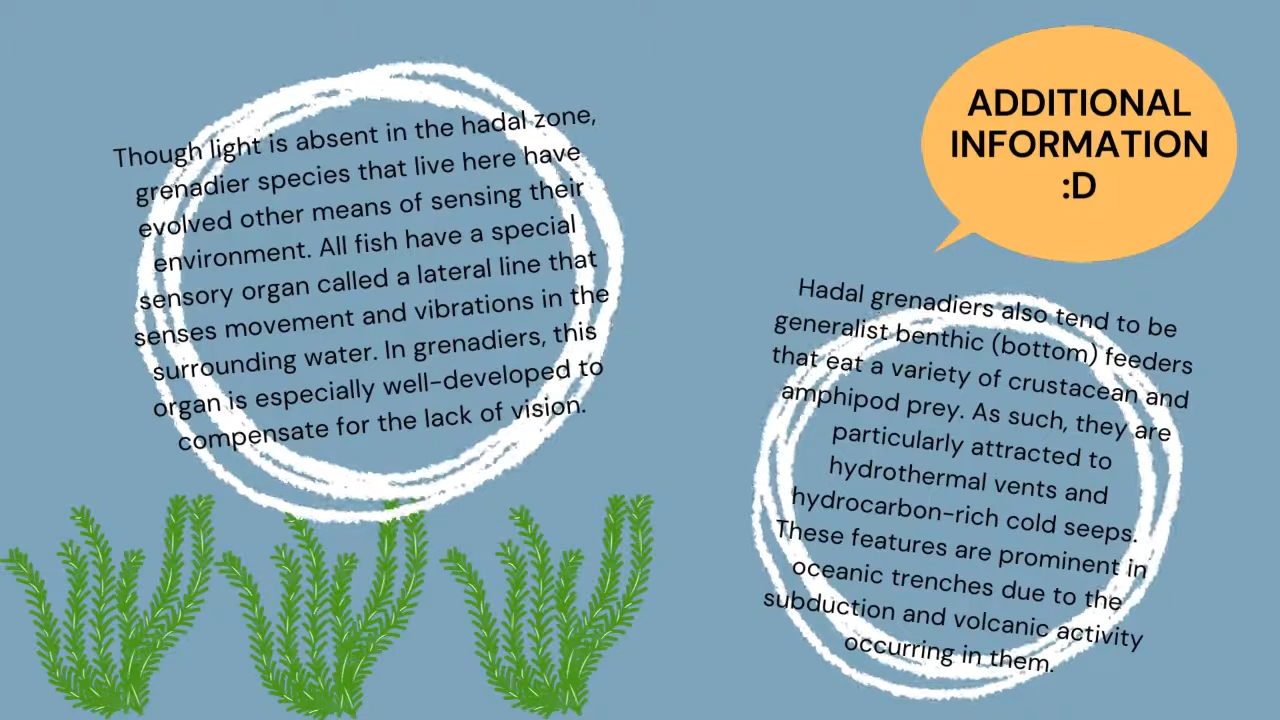 Though light is absent in the hadal zone,
grenadier species that live here have
evolved other means of sensing their
environment. All fish have a special
sensory organ called a lateral line that
senses movement and vibrations in the
surrounding water. In grenadiers, this
organ is especially well-developed to
compensate for the lack of vision.
ADDITIONAL
INFORMATION
:D
Hadal grenadiers also tend to be
generalist benthic (bottom) feeders
that eat a variety of crustacean and
amphipod prey. As such, they are
particularly attracted to
hydrothermal vents and
hydrocarbon-rich cold seeps.
These features are prominent in
oceanic trenches due to the
subduction and volcanic activity
occurring in them.